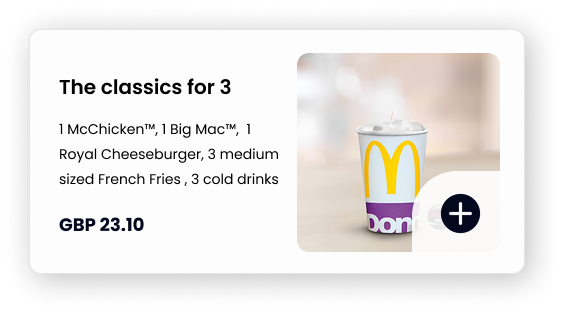 The classics for 3
1 McChicken™, 1 Big Mac™, 1
Royal Cheeseburger, 3 medium
sized French Fries , 3 cold drinks
GBP 23.10